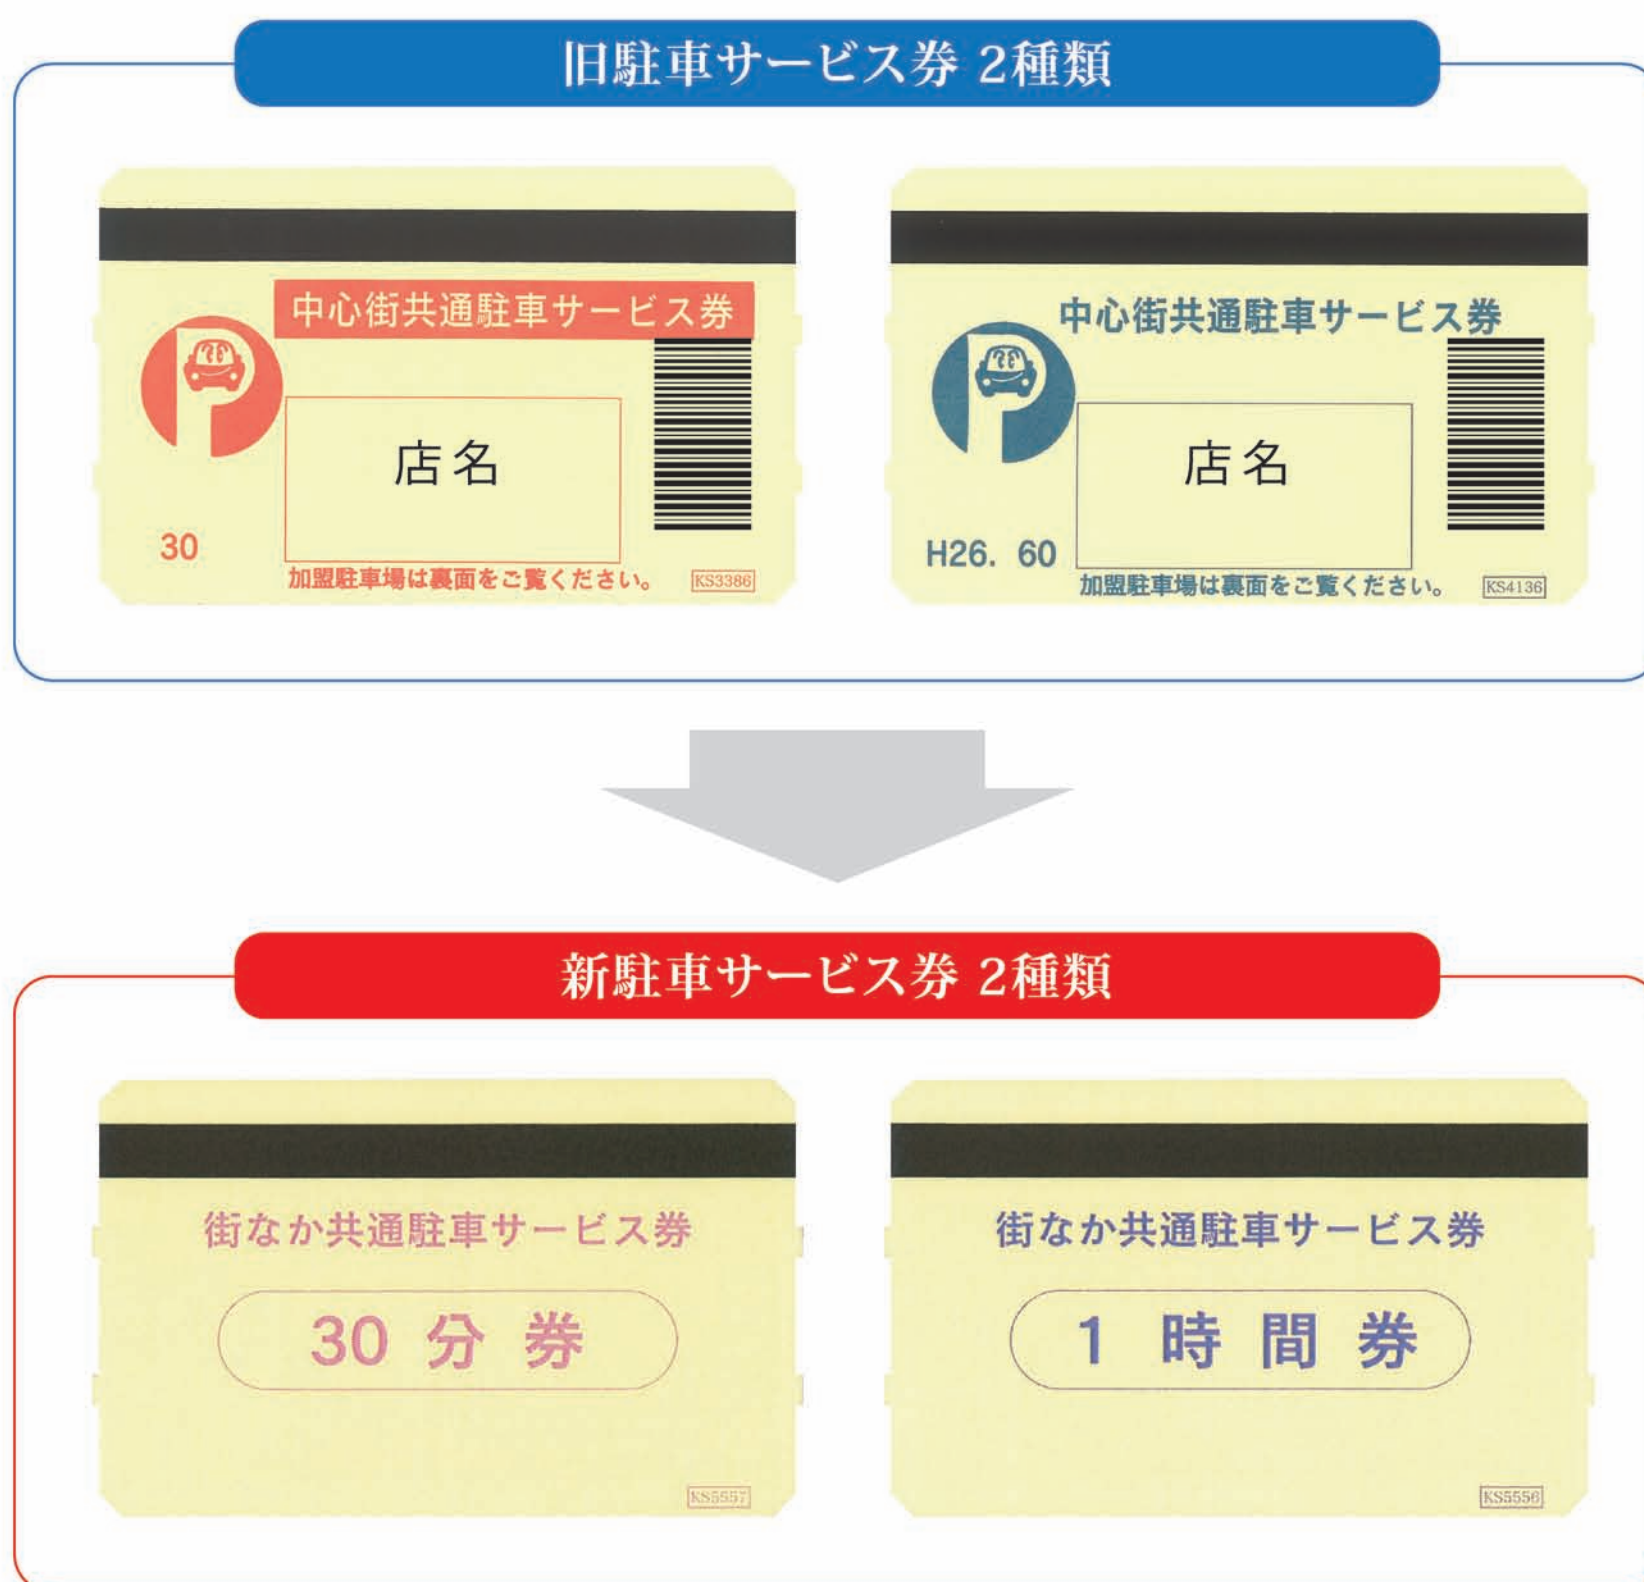 旧駐車サービス券 2種類
中心街共通駐車サービス券
店名
30
加盟駐車場は裏面をご覧ください。
KS3386
中心街共通駐車サービス券
店名
H26. 60
加盟駐車場は裏面をご覧ください。
KS4136
新駐車サービス券 2種類
街なか共通駐車サービス券
30分券
KS5557
街なか共通駐車サービス券
1時間券
KS5556